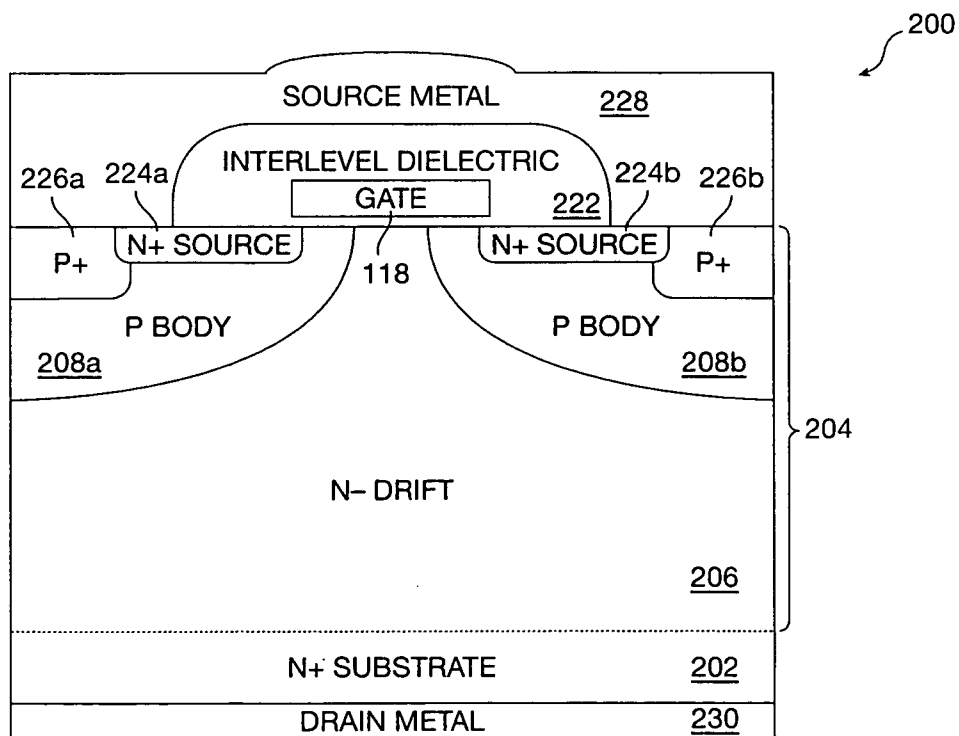 200
SOURCE METAL 228
INTERLEVEL DIELECTRIC
226a 224a 224b 226b
GATE
222
P+ N+ SOURCE N+ SOURCE P+
118
P BODY P BODY
208a 208b
204
N– DRIFT
206
N+ SUBSTRATE 202
DRAIN METAL 230